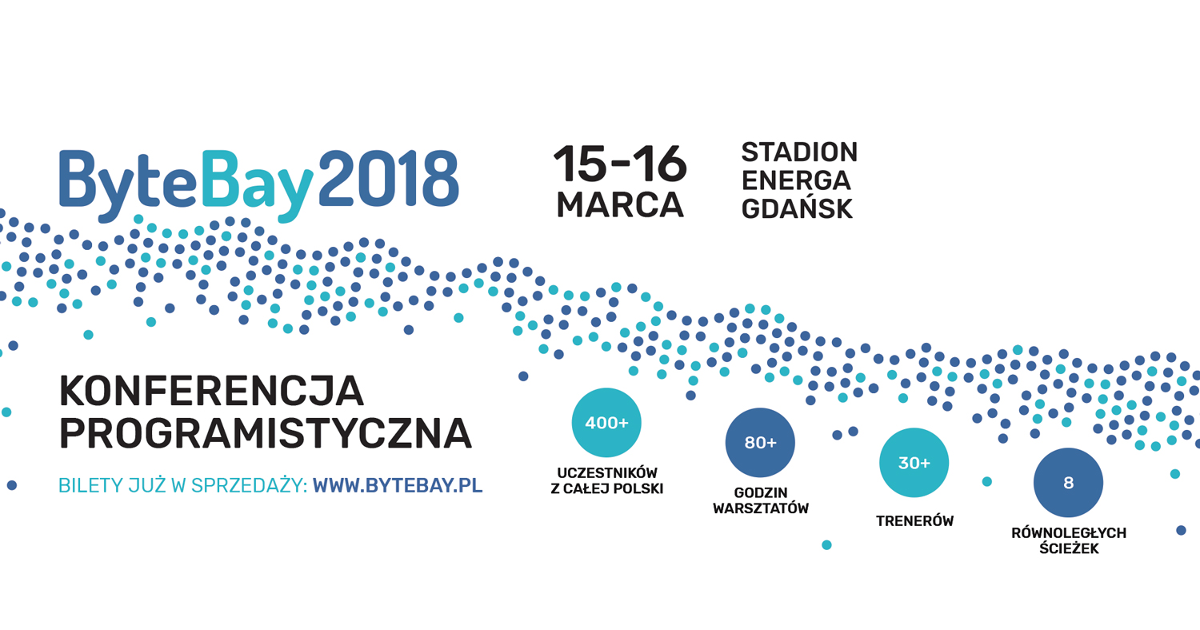 ByteBay2018
15-16
MARCA
STADION
ENERGA
GDAŃSK
KONFERENCJA
PROGRAMISTYCZNA
BILETY JUŻ W SPRZEDAŻY: WWW.BYTEBAY.PL
400+
UCZESTNIKÓW
Z CAŁEJ POLSKI
80+
GODZIN
WARSZTATÓW
30+
TRENERÓW
8
RÓWNOLEGŁYCH
ŚCIEŻEK